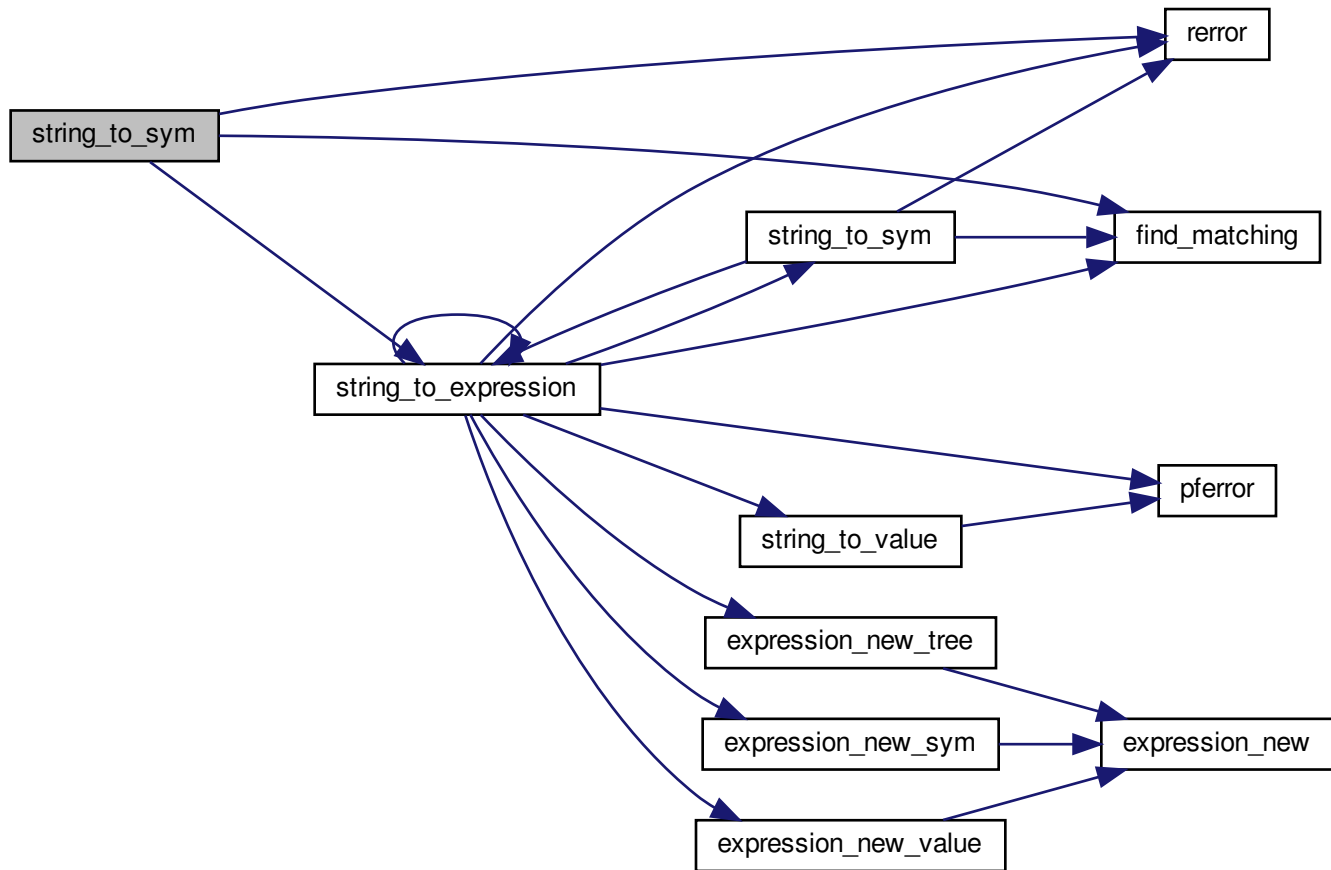 rerror
string_to_sym
string_to_sym
find_matching
string_to_expression
pferror
string_to_value
expression_new_tree
expression_new_sym
expression_new
expression_new_value